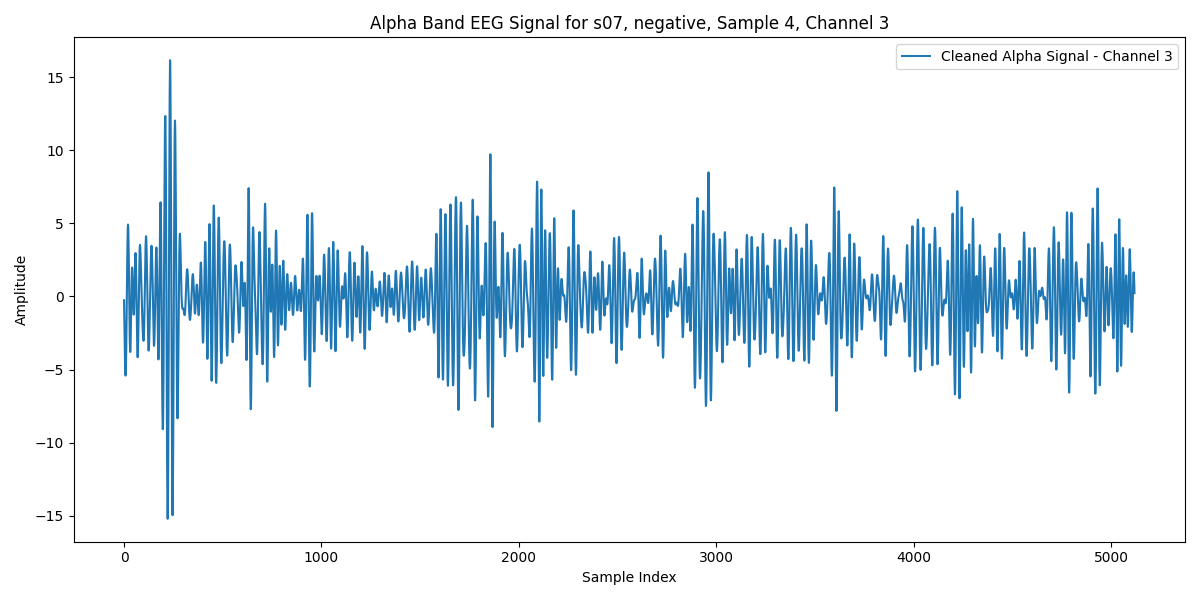 Alpha Band EEG Signal for s07, negative, Sample 4, Channel 3
Cleaned Alpha Signal - Channel 3
Amplitude
15
10
5
0
−5
−10
−15
0 1000 2000 3000 4000 5000
Sample Index